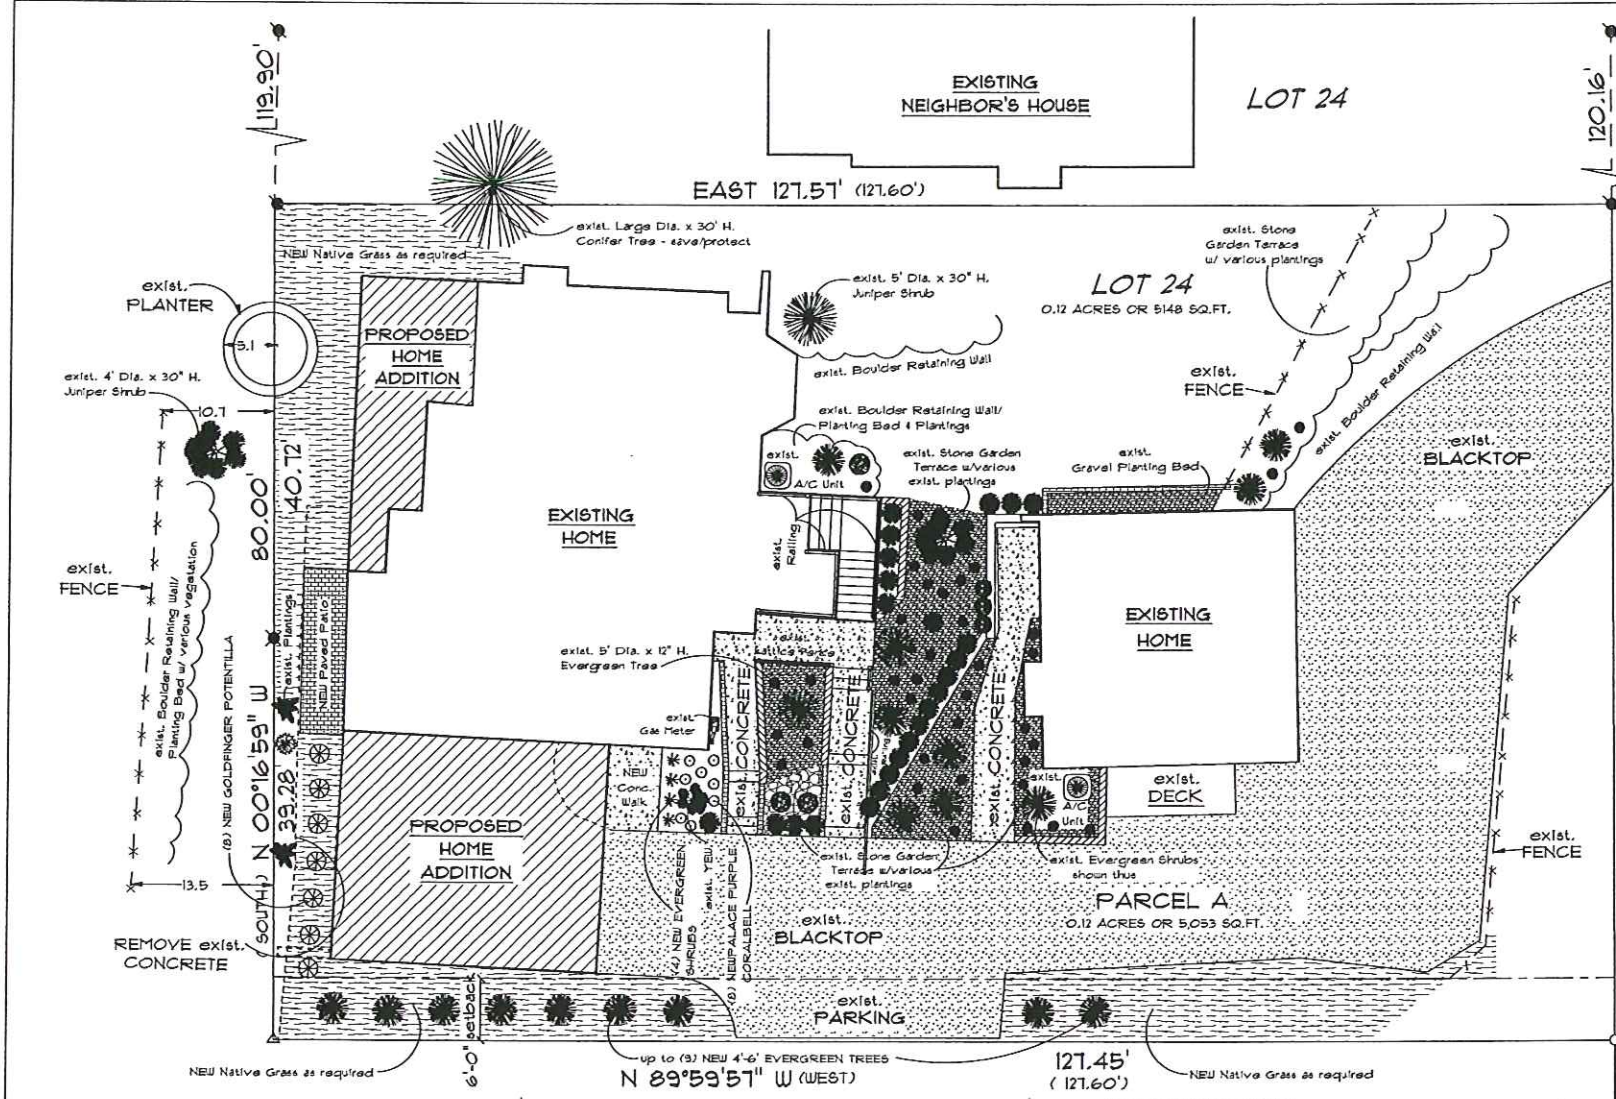 119.90'
EXISTING
NEIGHBOR'S HOUSE
LOT 24
120.16'
EAST 127.57' (127.60')
exist. Large Dia. x 30' H.
Conifer Tree - save/protect
NEW Native Grass as required
exist. Stone
Garden Terrace
w/ various plantings
exist.
PLANTER
5.1
exist. 5' Dia. x 30" H.
Juniper Shrub
LOT 24
0.12 ACRES OR 5148 SQ.FT.
PROPOSED
HOME
ADDITION
exist. Boulder Retaining Wall
exist.
FENCE
exist. Boulder Retaining Wall
exist. 4' Dia. x 30" H.
Juniper Shrub
10.7
exist. Boulder Retaining Wall/
Planting Bed & Plantings
exist.
A/C Unit
exist. Stone Garden
Terrace w/various
exist. plantings
exist.
Gravel Planting Bed
exist.
BLACKTOP
40.72
80.00'
EXISTING
HOME
exist.
Railing
exist.
FENCE
exist. Boulder Retaining Wall/
Planting Bed w/ various vegetation
exist. Plantings
NEW Paved Patio
EXISTING
HOME
exist.
Lattice Fence
exist. 5' Dia. x 12" H.
Evergreen Tree
(8) NEW GOLDFINGER POTENTILLA
(SOUTH) N 00°16'59" W
39.28
exist.
Gas Meter
exist. CONCRETE
exist. CONCRETE
exist. CONCRETE
NEW
Conc.
Walk
exist.
A/C
Unit
exist.
DECK
PROPOSED
HOME
ADDITION
exist.
FENCE
13.5
exist. Stone Garden
Terrace w/various
exist. plantings
exist. Evergreen Shrubs
shown thus
PARCEL A
0.12 ACRES OR 5,053 SQ.FT.
REMOVE exist.
CONCRETE
(4) NEW EVERGREEN
SHRUBS
exist. YEW
(8) NEW PALACE PURPLE
CORALBELL
exist.
BLACKTOP
6'-0" setback
exist.
PARKING
NEW Native Grass as required
up to (9) NEW 4'-6' EVERGREEN TREES
N 89°59'57" W (WEST)
127.45'
(127.60')
NEW Native Grass as required